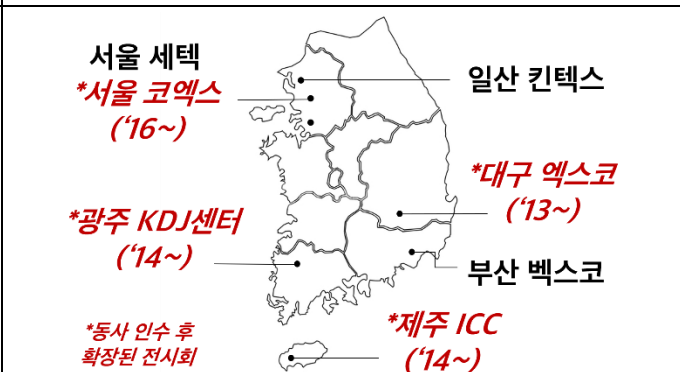 서울 세텍
*서울 코엑스
(‘16~)
일산 킨텍스
*대구 엑스코
(‘13~)
*광주 KDJ센터
(‘14~)
부산 벡스코
*제주 ICC
(‘14~)
*동사 인수 후
확장된 전시회